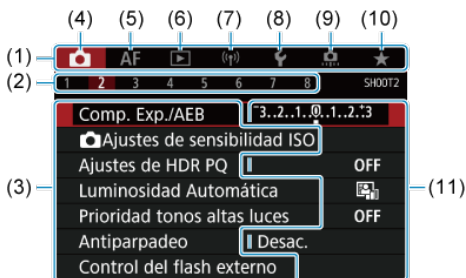 (4) (5) (6) (7) (8) (9) (10)
(1) AF
(2) 1 2 3 4 5 6 7 8 SHOOT2
Comp. Exp./AEB -3..2..1..0..1..2.+3
Ajustes de sensibilidad ISO
Ajustes de HDR PQ OFF
(3) Luminosidad Automática (11)
Prioridad tonos altas luces OFF
Antiparpadeo Desac.
Control del flash externo